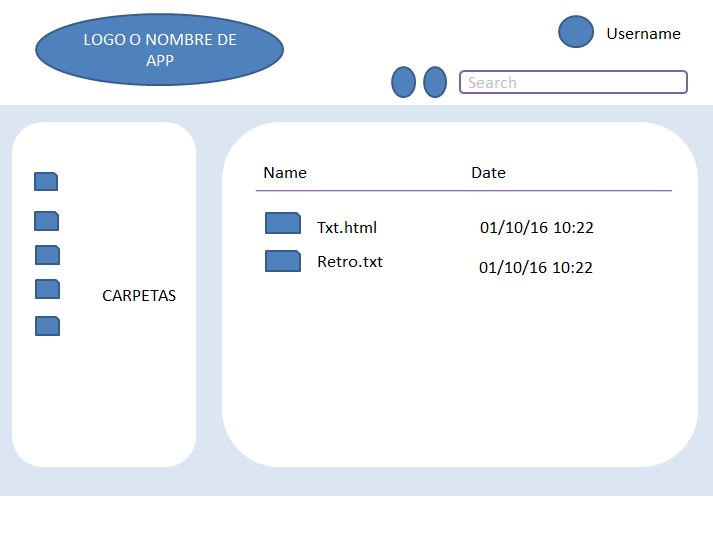 LOGO O NOMBRE DE
APP
Username
Search
Name Date
Txt.html 01/10/16 10:22
Retro.txt 01/10/16 10:22
CARPETAS